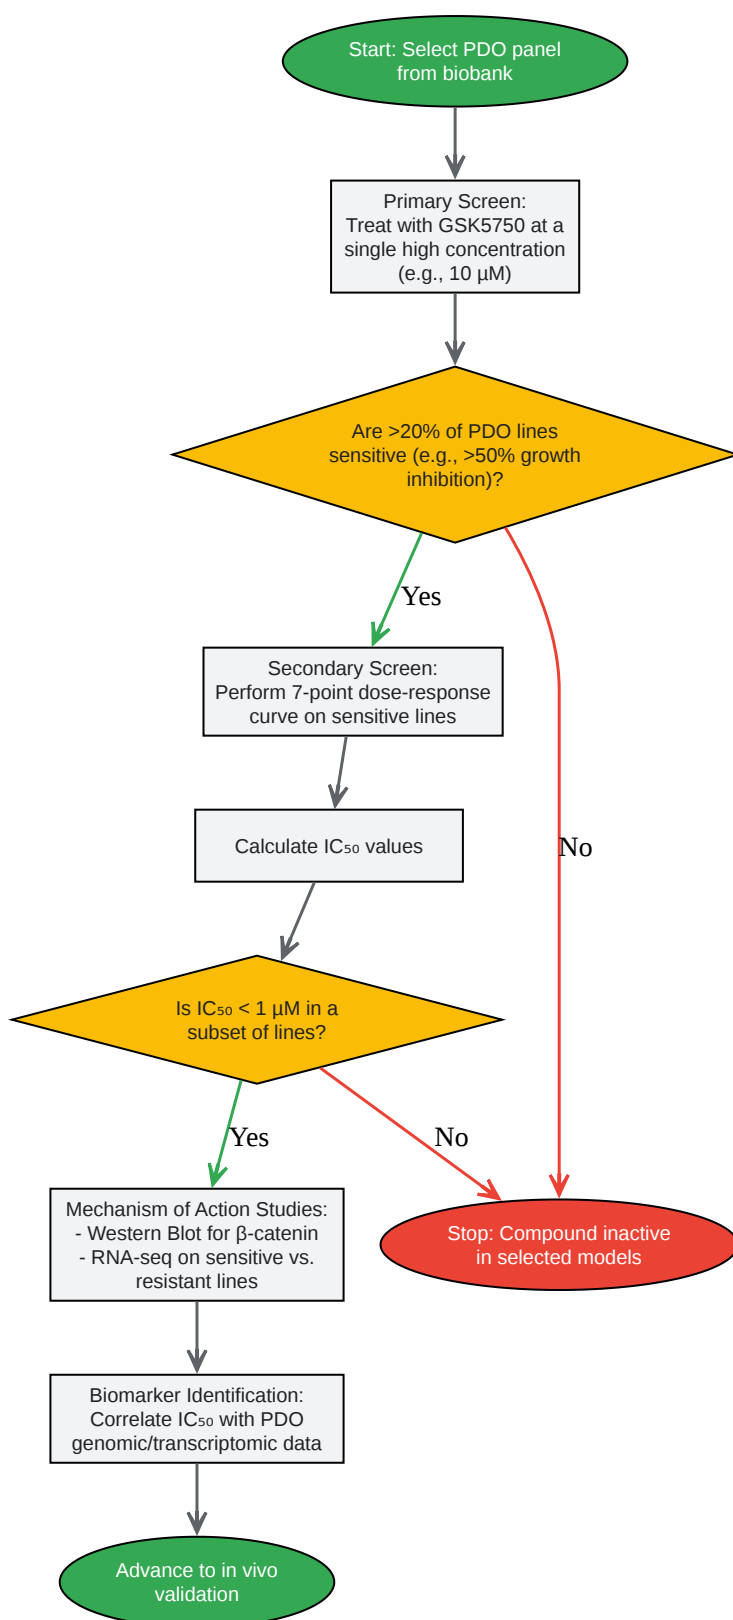 Start: Select PDO panel
from biobank
Primary Screen:
Treat with GSK5750 at a
single high concentration
(e.g., 10 µM)
Are >20% of PDO lines
sensitive (e.g., >50% growth
inhibition)?
Yes
Secondary Screen:
Perform 7-point dose-response
curve on sensitive lines
Calculate IC₅₀ values
No
Is IC₅₀ < 1 µM in a
subset of lines?
Yes
No
Mechanism of Action Studies:
- Western Blot for β-catenin
- RNA-seq on sensitive vs.
resistant lines
Stop: Compound inactive
in selected models
Biomarker Identification:
Correlate IC₅₀ with PDO
genomic/transcriptomic data
Advance to in vivo
validation